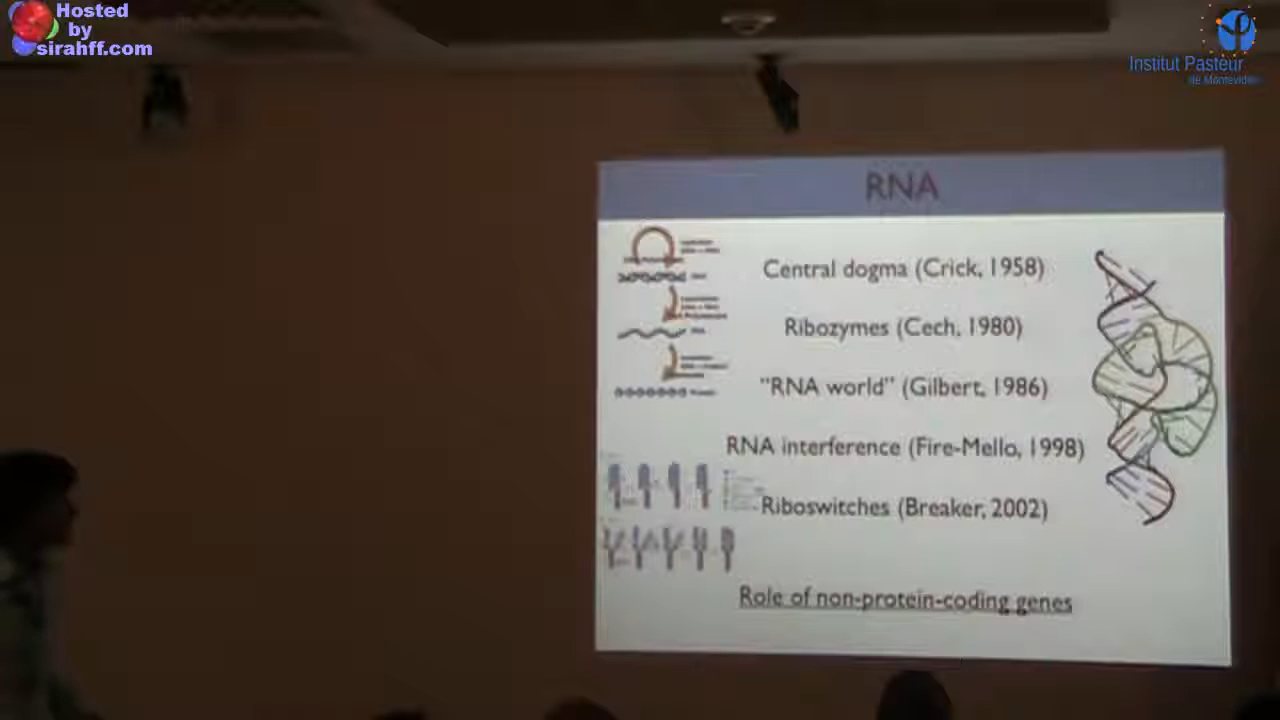 Hosted
by
sirahff.com
Institut Pasteur
de Montevideo
RNA
Central dogma (Crick, 1958)
Ribozymes (Cech, 1980)
"RNA world" (Gilbert, 1986)
RNA interference (Fire-Mello, 1998)
Riboswitches (Breaker, 2002)
Role of non-protein-coding genes